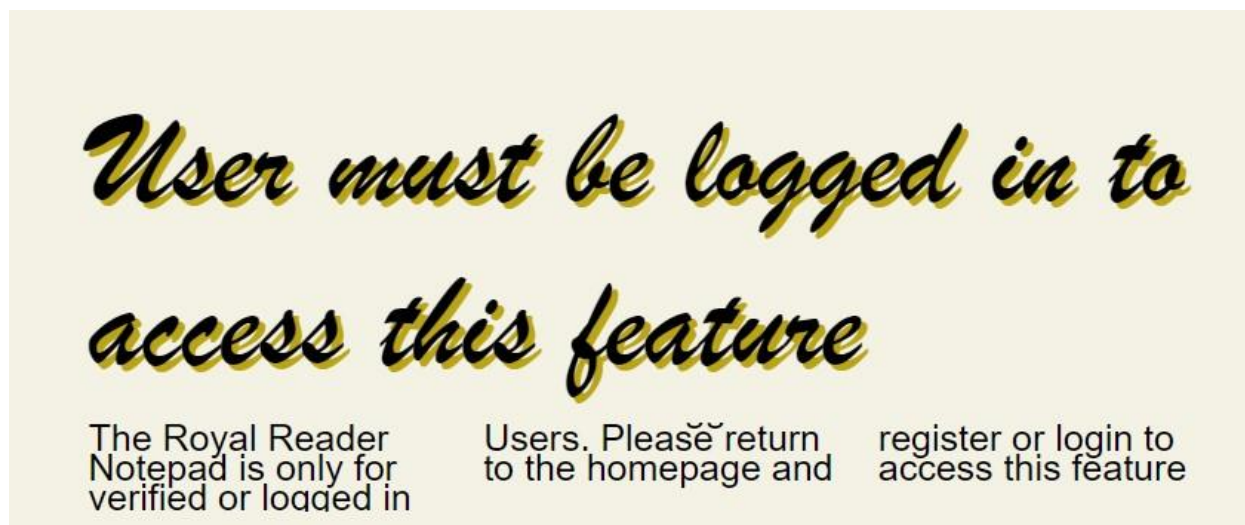 User must be logged in to
access this feature
The Royal Reader
Notepad is only for
verified or logged in
Users. Please return
to the homepage and
register or login to
access this feature